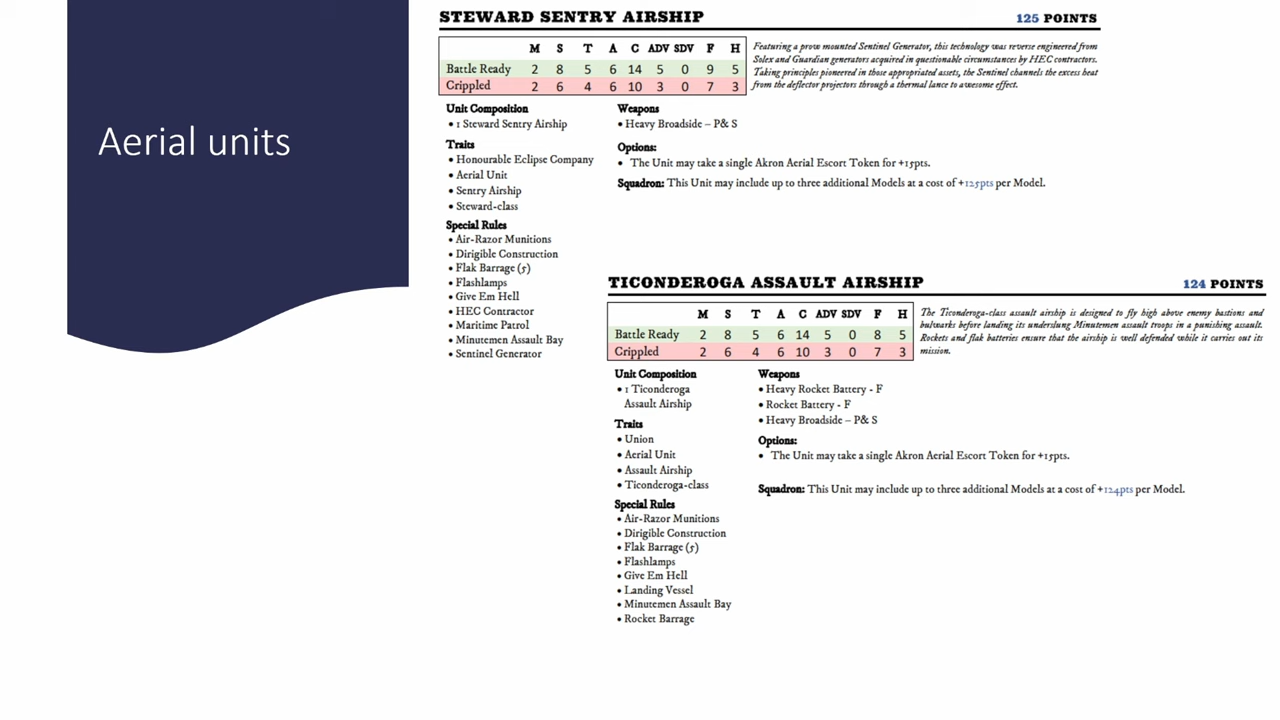 Aerial units
STEWARD SENTRY AIRSHIP 125 POINTS
M S T A C ADV SDV F H
Battle Ready 2 8 5 6 14 5 0 9 5
Crippled 2 6 4 6 10 3 0 7 3
Featuring a prow mounted Sentinel Generator, this technology was reverse engineered from
Solex and Guardian generators acquired in questionable circumstances by HEC contractors.
Taking principles pioneered in those appropriated assets, the Sentinel channels the excess heat
from the deflector projectors through a thermal lance to awesome effect.
Unit Composition
• 1 Steward Sentry Airship
Traits
• Honourable Eclipse Company
• Aerial Unit
• Sentry Airship
• Steward-class
Special Rules
• Air-Razor Munitions
• Dirigible Construction
• Flak Barrage (5)
• Flashlamps
• Give Em Hell
• HEC Contractor
• Maritime Patrol
• Minutemen Assault Bay
• Sentinel Generator
Weapons
• Heavy Broadside – P& S
Options:
• The Unit may take a single Akron Aerial Escort Token for +15pts.
Squadron: This Unit may include up to three additional Models at a cost of +125pts per Model.
TICONDEROGA ASSAULT AIRSHIP 124 POINTS
M S T A C ADV SDV F H
Battle Ready 2 8 5 6 14 5 0 8 5
Crippled 2 6 4 6 10 3 0 7 3
The Ticonderoga-class assault airship is designed to fly high above enemy bastions and
bulwarks before landing its underslung Minutemen assault troops in a punishing assault.
Rockets and flak batteries ensure that the airship is well defended while it carries out its
mission.
Unit Composition
• 1 Ticonderoga
Assault Airship
Traits
• Union
• Aerial Unit
• Assault Airship
• Ticonderoga-class
Special Rules
• Air-Razor Munitions
• Dirigible Construction
• Flak Barrage (5)
• Flashlamps
• Give Em Hell
• Landing Vessel
• Minutemen Assault Bay
• Rocket Barrage
Weapons
• Heavy Rocket Battery - F
• Rocket Battery - F
• Heavy Broadside – P& S
Options:
• The Unit may take a single Akron Aerial Escort Token for +15pts.
Squadron: This Unit may include up to three additional Models at a cost of +124pts per Model.